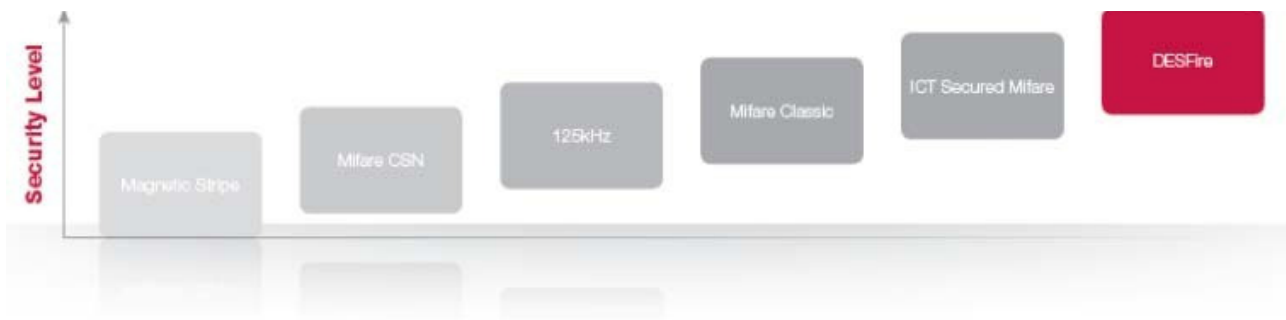 Security Level
Magnetic Stripe
Mifare CSN
125kHz
Mifare Classic
ICT Secured Mifare
DESFire